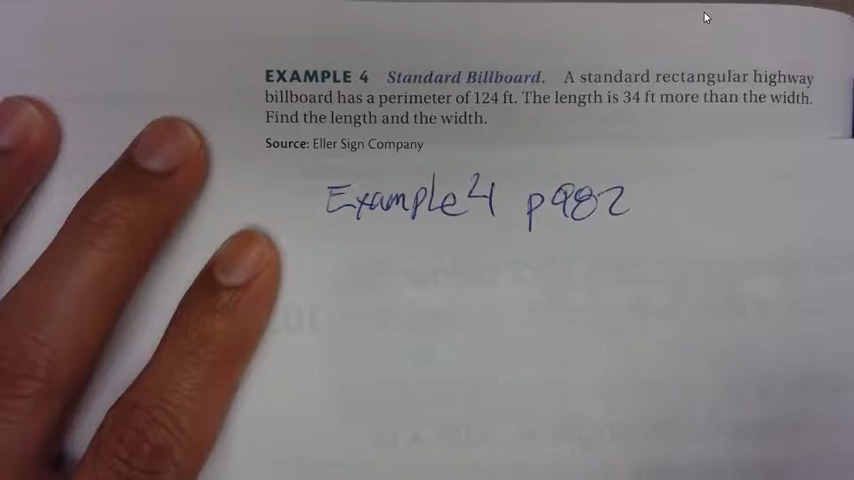 EXAMPLE 4 Standard Billboard. A standard rectangular highway
billboard has a perimeter of 124 ft. The length is 34 ft more than the width.
Find the length and the width.
Source: Eller Sign Company
Example 4 p982